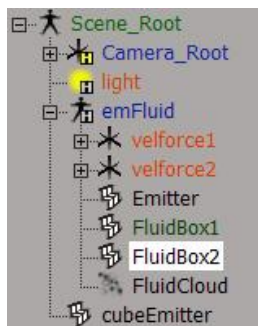 Scene_Root
Camera_Root
light
emFluid
velforce1
velforce2
Emitter
FluidBox1
FluidBox2
FluidCloud
cubeEmitter